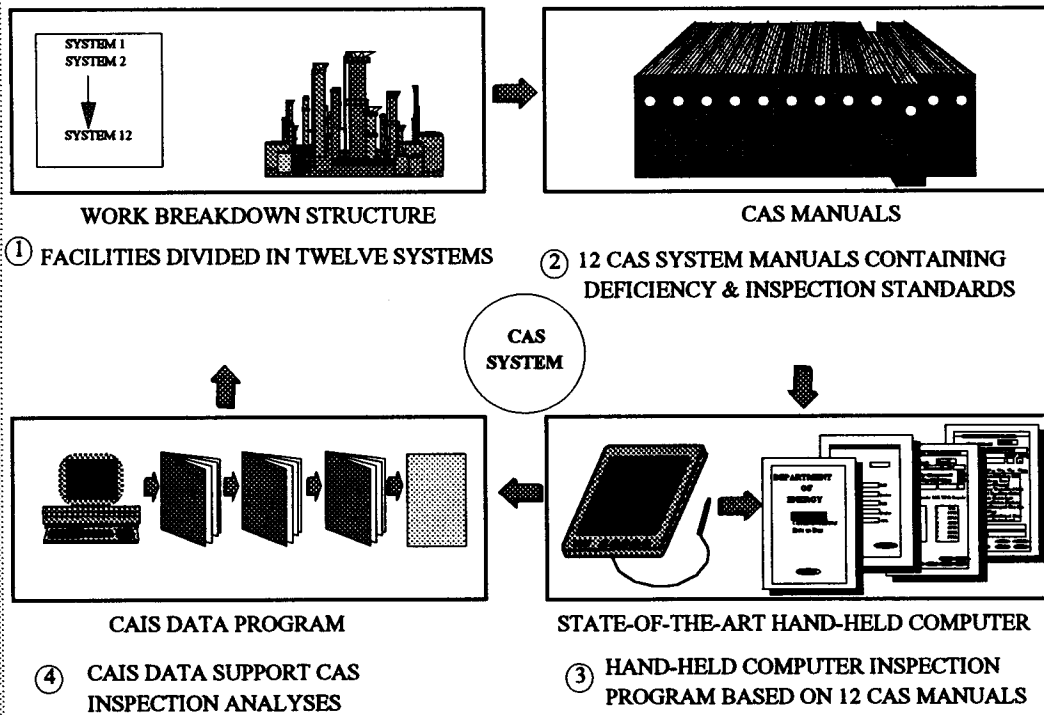 SYSTEM 1
SYSTEM 2
SYSTEM 12
WORK BREAKDOWN STRUCTURE
1 FACILITIES DIVIDED IN TWELVE SYSTEMS
CAS MANUALS
2 12 CAS SYSTEM MANUALS CONTAINING
DEFICIENCY & INSPECTION STANDARDS
CAS
SYSTEM
DEPARTMENT
OF
ENERGY
STATE-OF-THE-ART HAND-HELD COMPUTER
3 HAND-HELD COMPUTER INSPECTION
PROGRAM BASED ON 12 CAS MANUALS
CAIS DATA PROGRAM
4 CAIS DATA SUPPORT CAS
INSPECTION ANALYSES